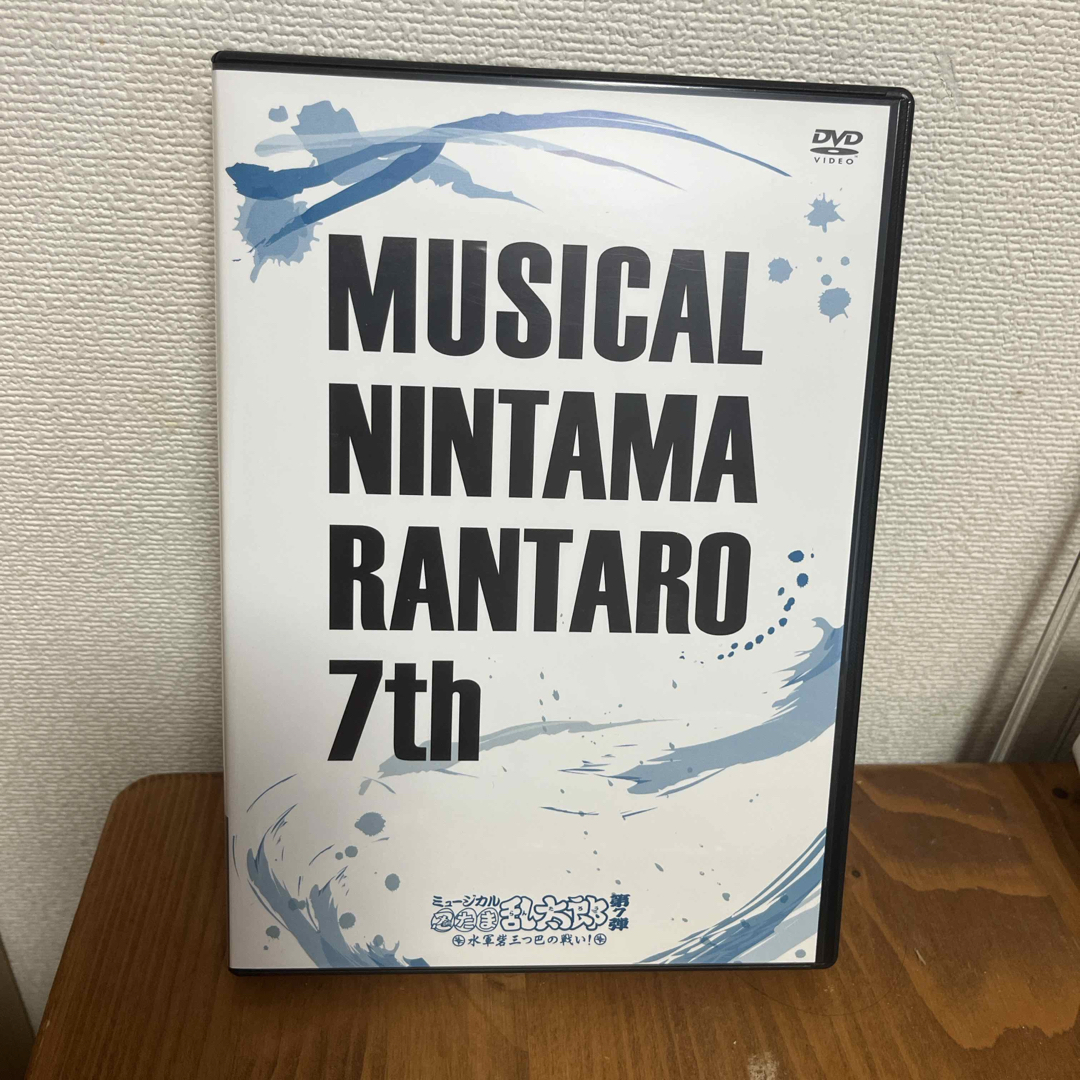 DVD
VIDEO
MUSICAL
NINTAMA
RANTARO
7th
ミュージカル
忍たま乱太郎 第7弾
水軍砦三つ巴の戦い!